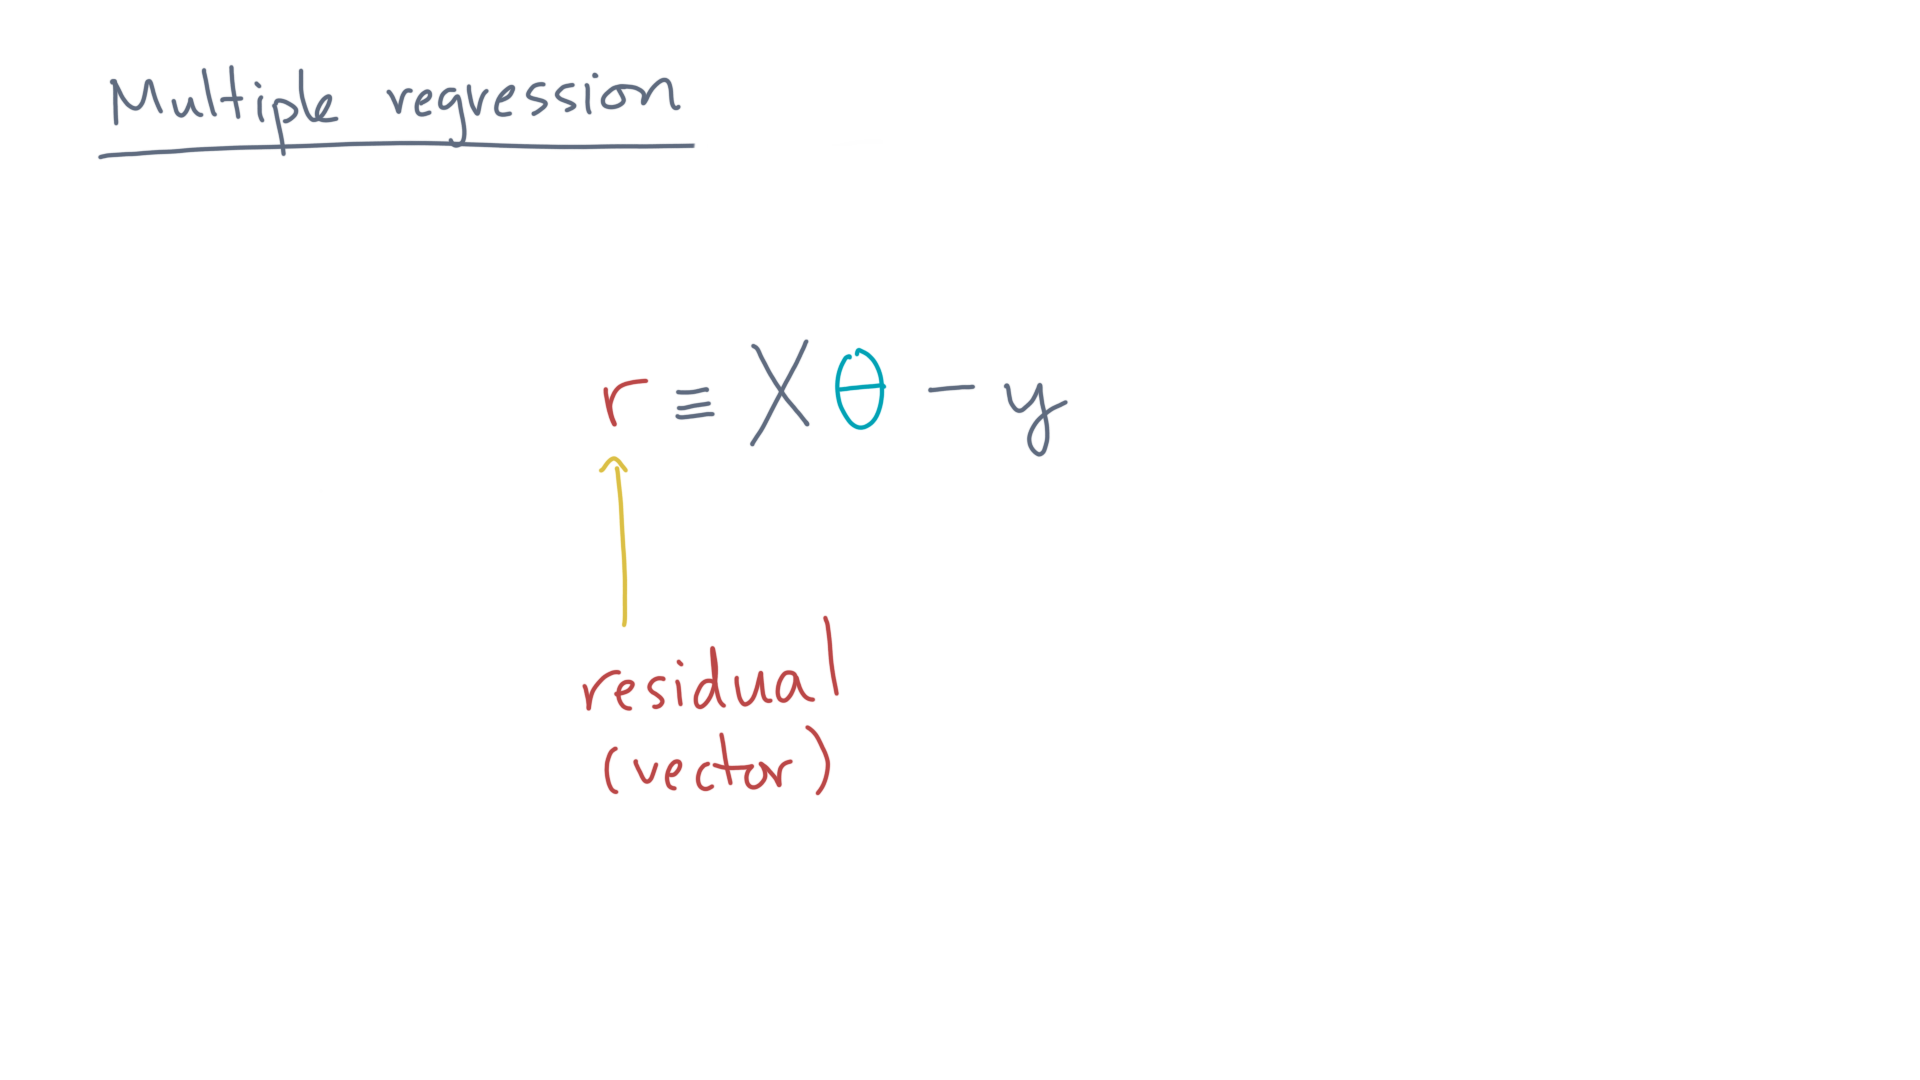 Multiple regression
r ≡ Xθ - y
residual
(vector)